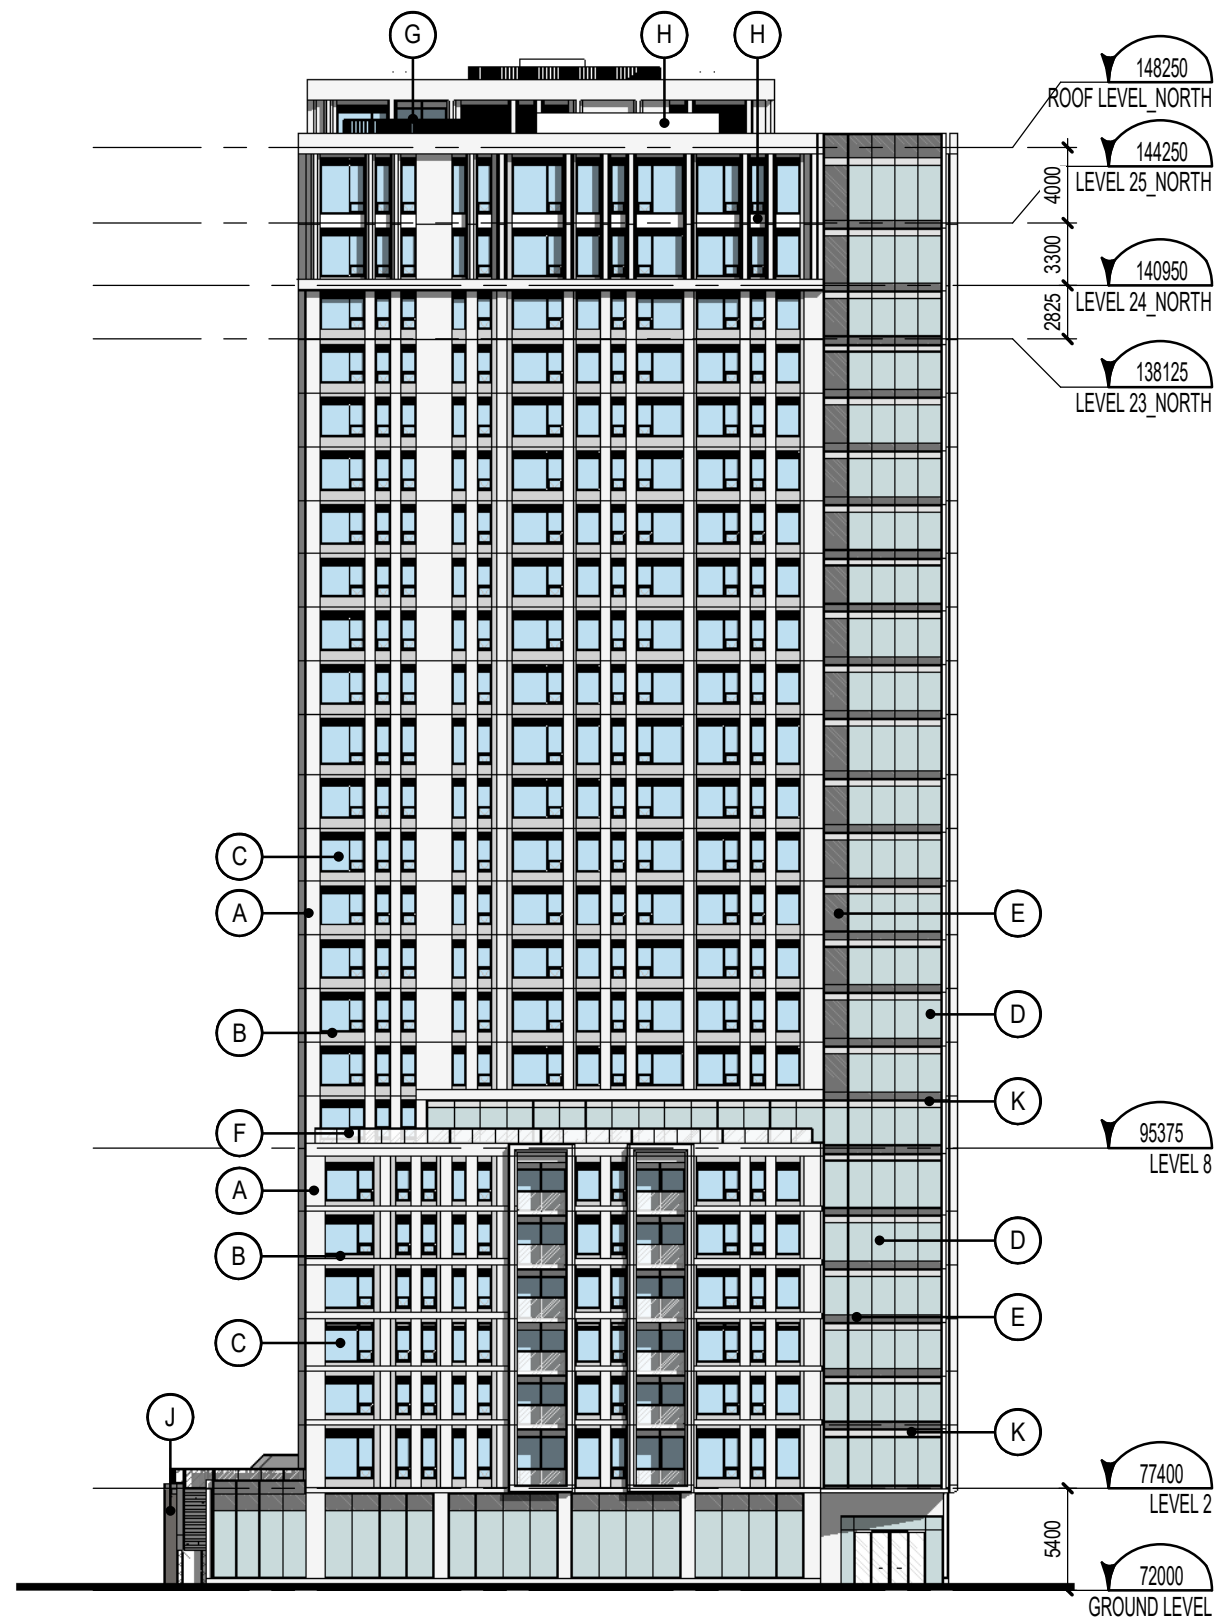 G
H
H
148250
ROOF LEVEL_NORTH
144250
LEVEL 25_NORTH
4000
3300
140950
LEVEL 24_NORTH
2825
138125
LEVEL 23_NORTH
C
A
E
B
D
K
F
95375
LEVEL 8
A
D
B
E
C
J
K
77400
LEVEL 2
5400
72000
GROUND LEVEL